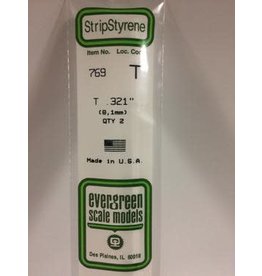 StripStyrene
Item No. Loc. Cod
769 T
T .321"
(8,1mm)
QTY 2
Made in U.S.A.
evergreen
scale models
Des Plaines, IL 60018